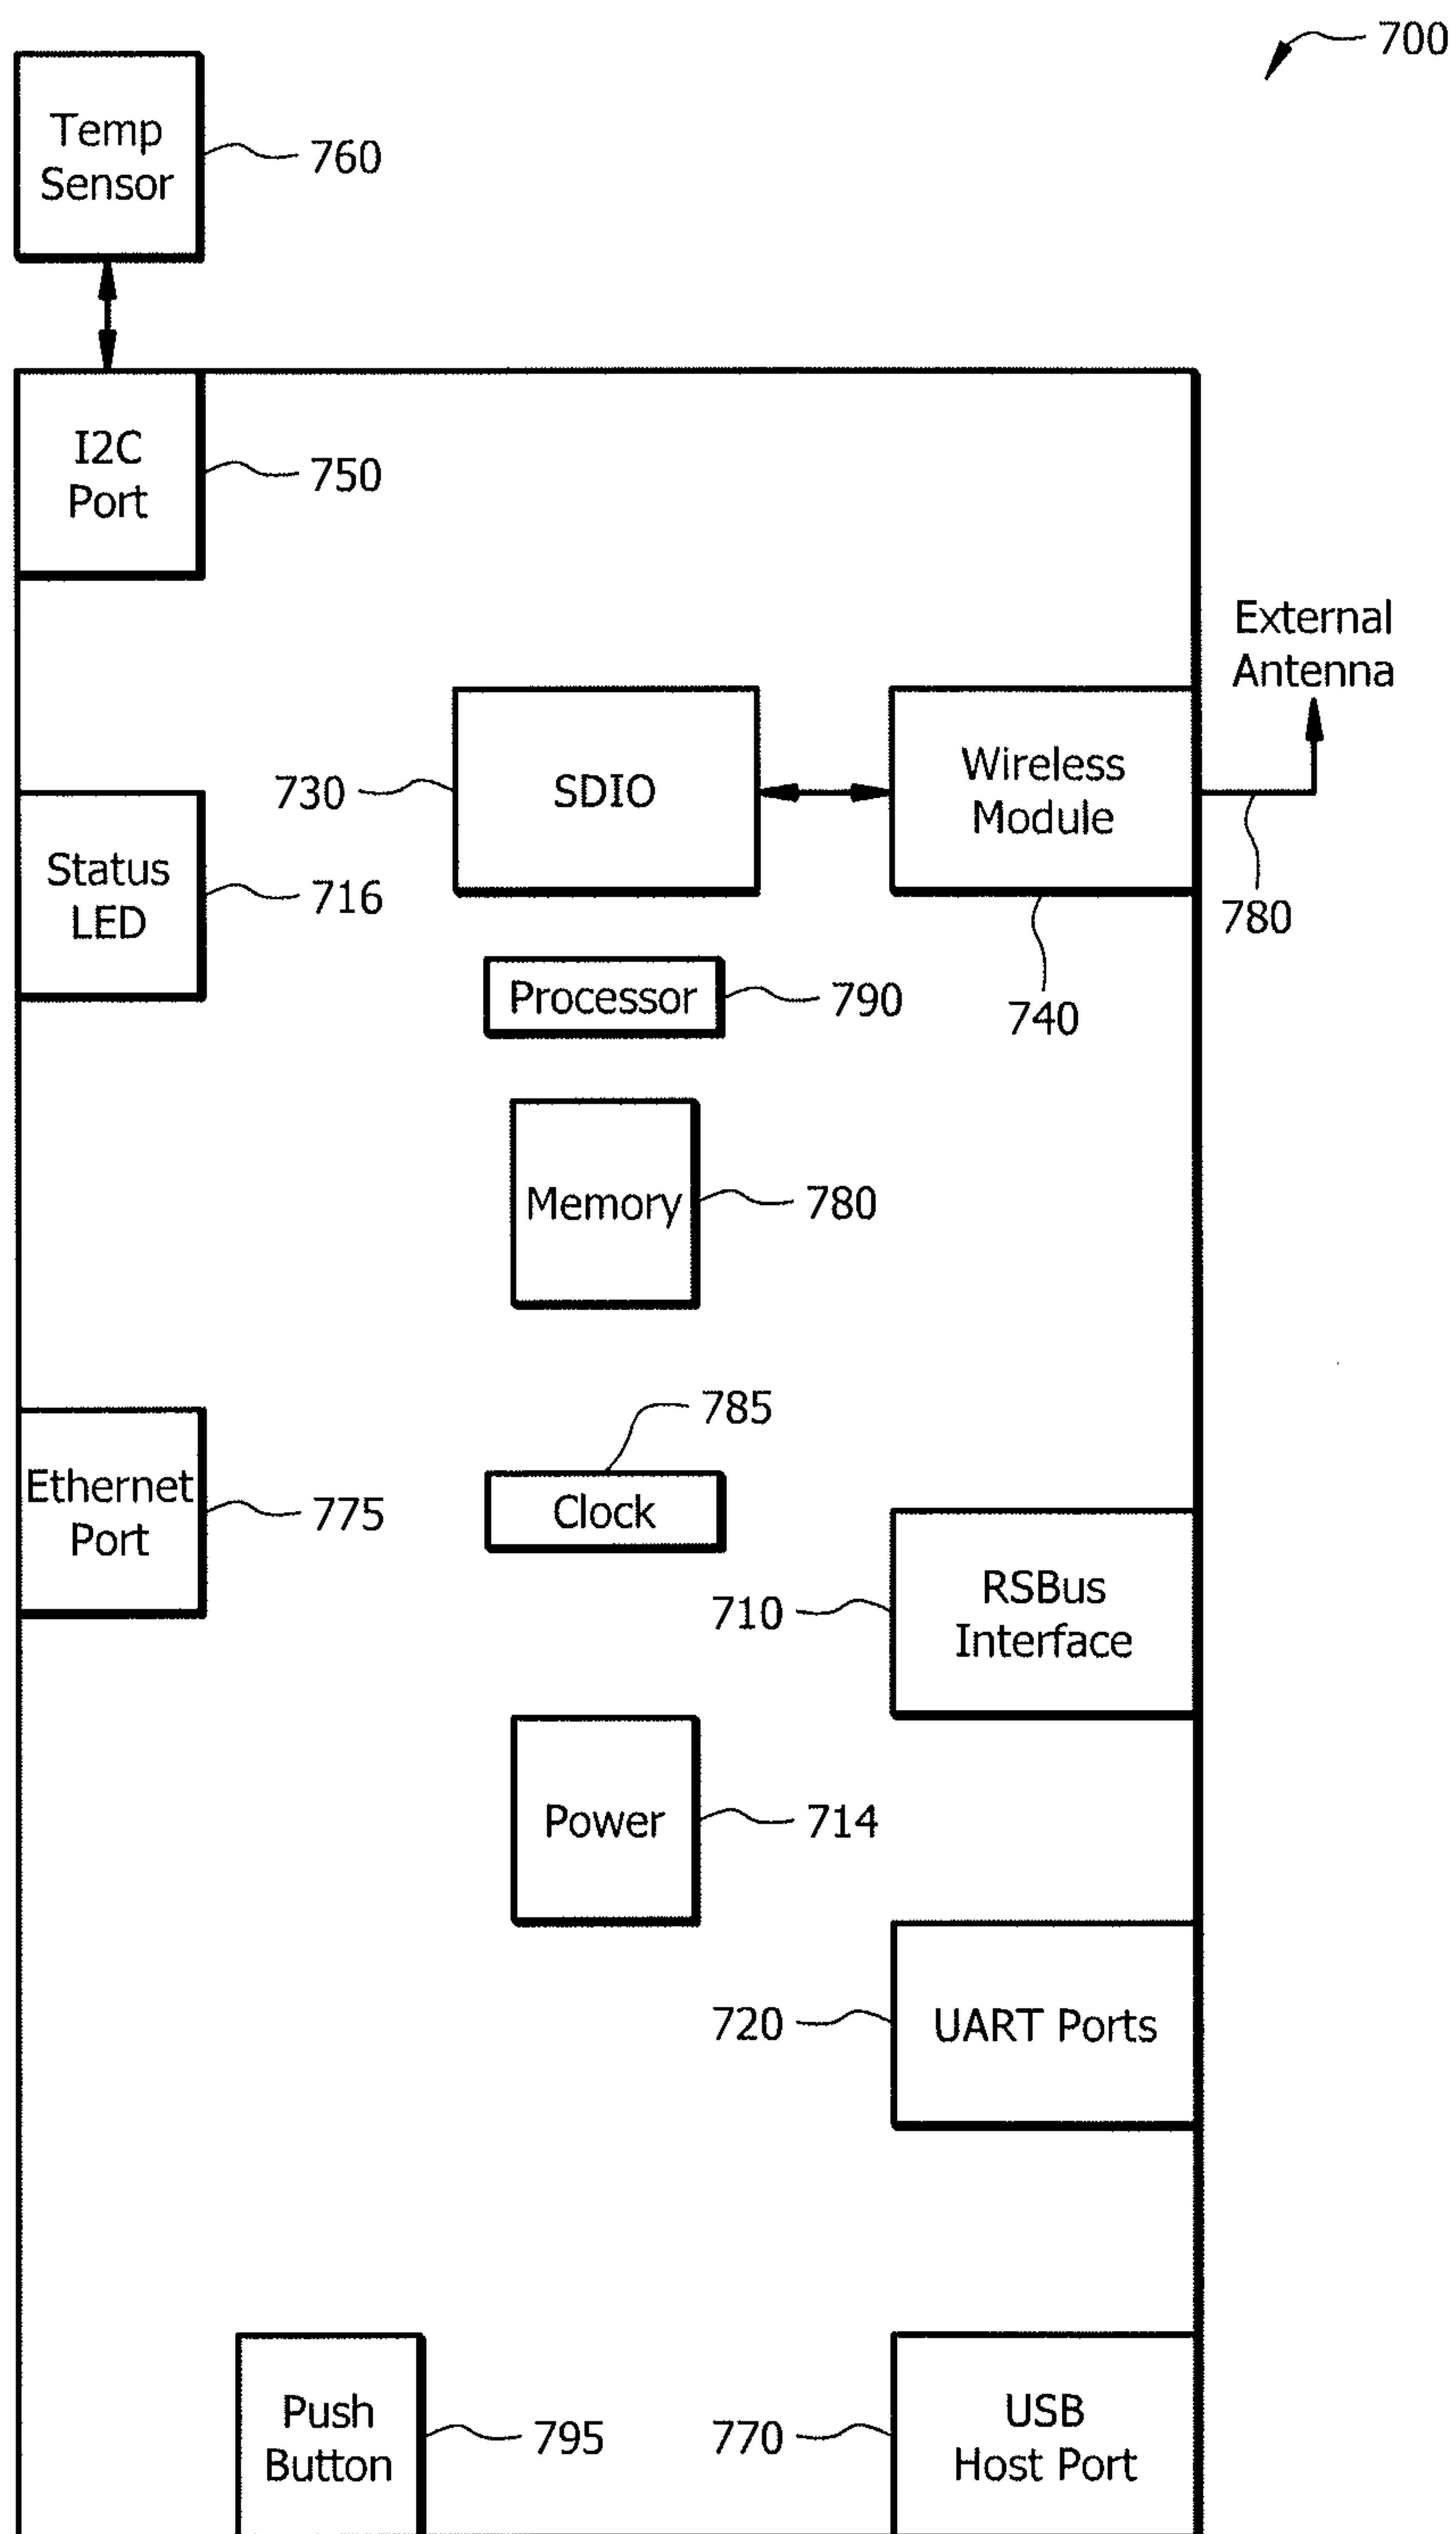 700
Temp
Sensor
760
I2C
Port
750
External
Antenna
730
SDIO
Wireless
Module
780
740
Status
LED
716
Processor
790
Memory
780
785
Clock
Ethernet
Port
775
RSBus
Interface
710
Power
714
720
UART Ports
Push
Button
795
770
USB
Host Port